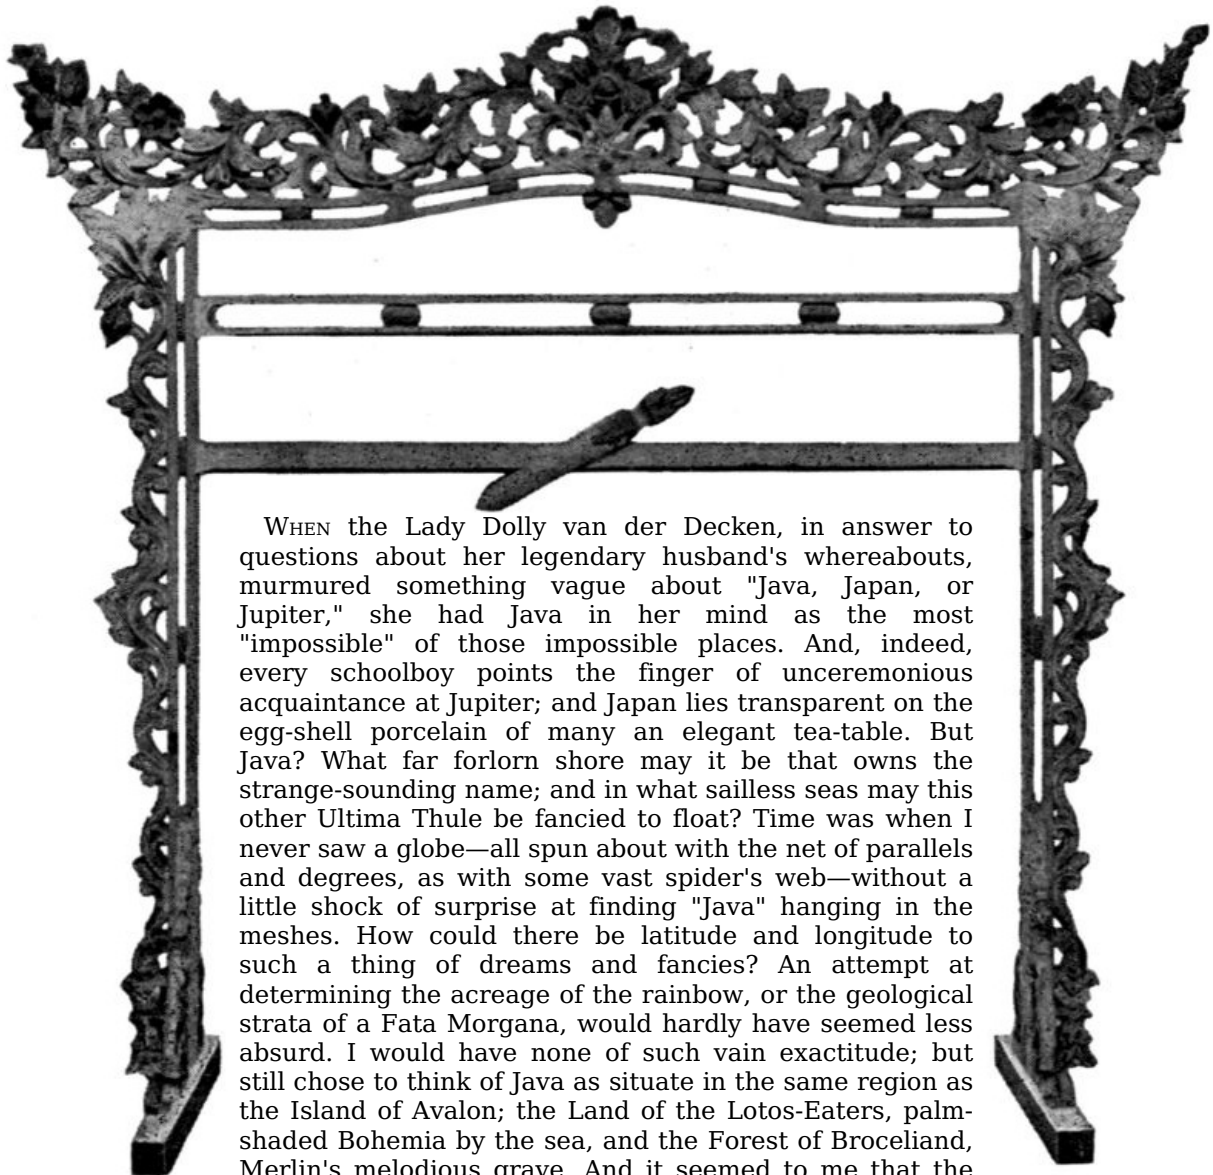 WHEN the Lady Dolly van der Decken, in answer to
questions about her legendary husband's whereabouts,
murmured something vague about "Java, Japan, or
Jupiter," she had Java in her mind as the most
"impossible" of those impossible places. And, indeed,
every schoolboy points the finger of unceremonious
acquaintance at Jupiter; and Japan lies transparent on the
egg-shell porcelain of many an elegant tea-table. But
Java? What far forlorn shore may it be that owns the
strange-sounding name; and in what sailless seas may this
other Ultima Thule be fancied to float? Time was when I
never saw a globe—all spun about with the net of parallels
and degrees, as with some vast spider's web—without a
little shock of surprise at finding "Java" hanging in the
meshes. How could there be latitude and longitude to
such a thing of dreams and fancies? An attempt at
determining the acreage of the rainbow, or the geological
strata of a Fata Morgana, would hardly have seemed less
absurd. I would have none of such vain exactitude; but
still chose to think of Java as situate in the same region as
the Island of Avalon; the Land of the Lotos-Eaters, palm-
shaded Bohemia by the sea, and the Forest of Broceliand,
Merlin's melodious grave. And it seemed to me that the